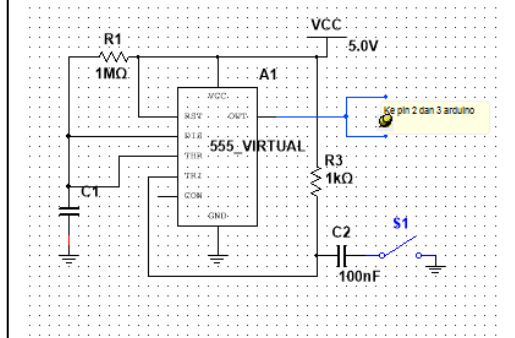 VCC
5.0V
R1
1MΩ
A1
VCC
RST
OUT
DIS
555_VIRTUAL
THR
TRI
CON
GND
Ke pin 2 dan 3 arduino
R3
1kΩ
C1
C2
100nF
S1